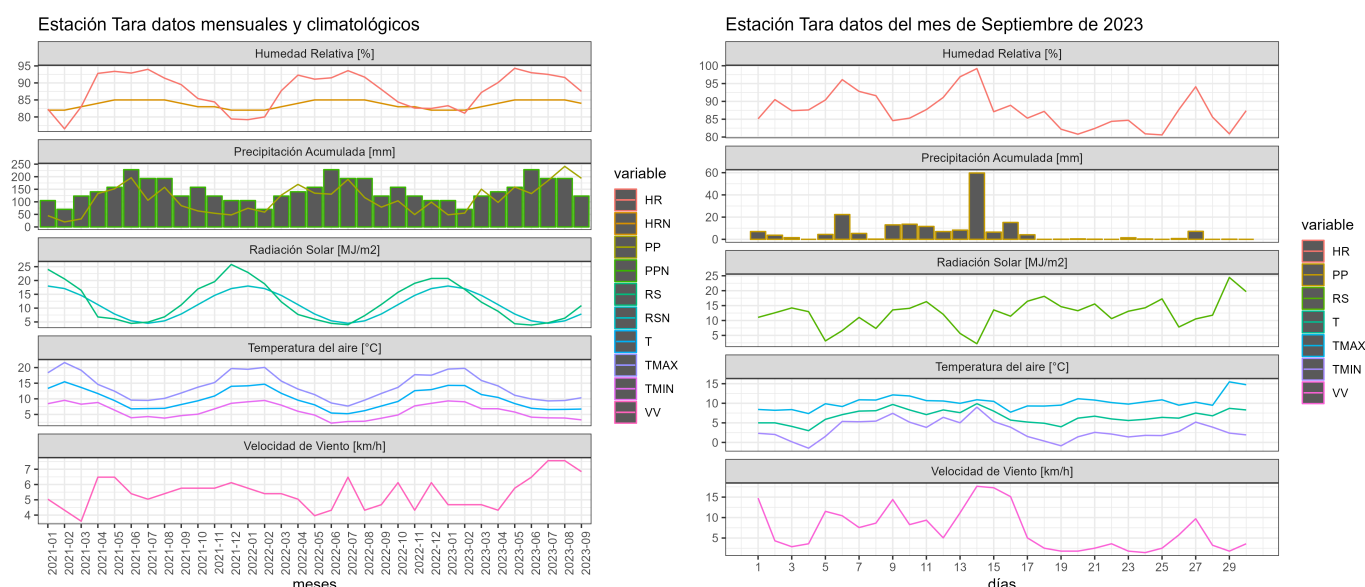 Estación Tara datos mensuales y climatológicos
Humedad Relativa [%]
95
90
85
80
Precipitación Acumulada [mm]
250
200
150
100
50
0
Radiación Solar [MJ/m2]
25
20
15
10
5
Temperatura del aire [°C]
20
15
10
5
Velocidad de Viento [km/h]
7
6
5
4
2021-01
2021-02
2021-03
2021-04
2021-05
2021-06
2021-07
2021-08
2021-09
2021-10
2021-11
2021-12
2022-01
2022-02
2022-03
2022-04
2022-05
2022-06
2022-07
2022-08
2022-09
2022-10
2022-11
2022-12
2023-01
2023-02
2023-03
2023-04
2023-05
2023-06
2023-07
2023-08
2023-09
meses
variable
HR
HRN
PP
PPN
RS
RSN
T
TMAX
TMIN
VV
Estación Tara datos del mes de Septiembre de 2023
Humedad Relativa [%]
100
95
90
85
80
Precipitación Acumulada [mm]
60
40
20
0
Radiación Solar [MJ/m2]
25
20
15
10
5
Temperatura del aire [°C]
15
10
5
0
Velocidad de Viento [km/h]
15
10
5
1 3 5 7 9 11 13 15 17 19 21 23 25 27 29
días
variable
HR
PP
RS
T
TMAX
TMIN
VV